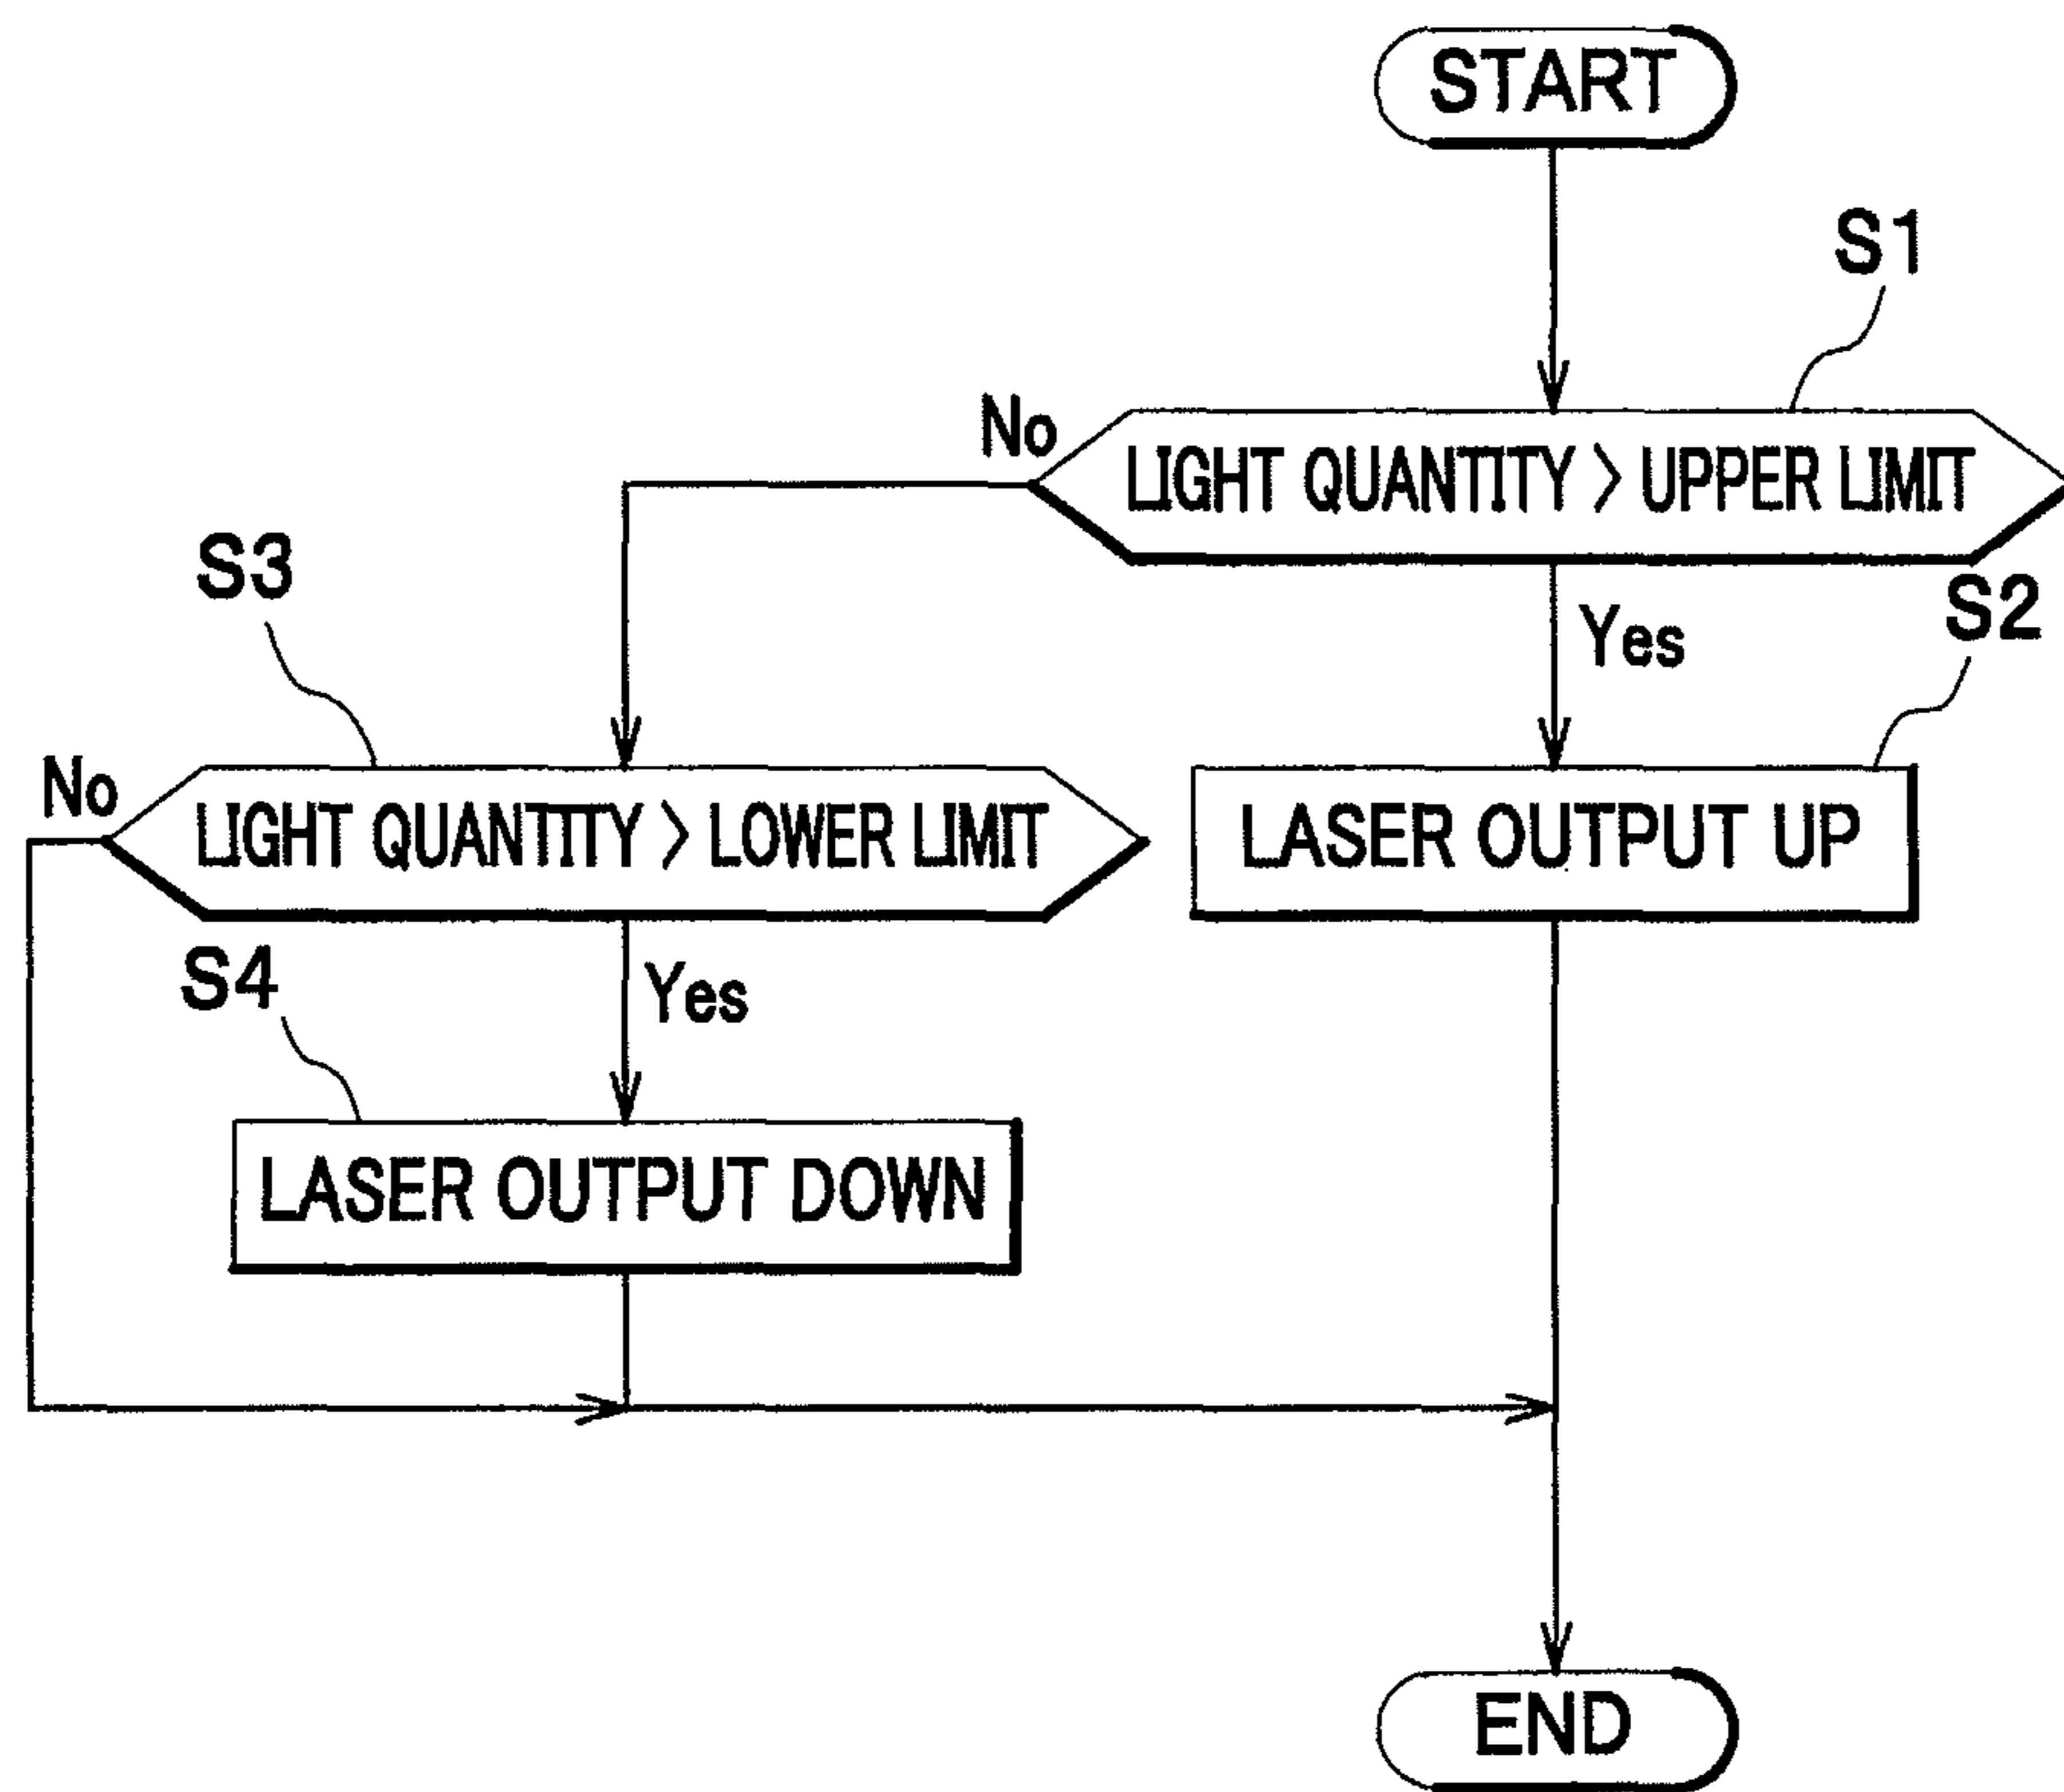 START
S1
No
LIGHT QUANTITY > UPPER LIMIT
S3
Yes
S2
No
LIGHT QUANTITY > LOWER LIMIT
LASER OUTPUT UP
S4
Yes
LASER OUTPUT DOWN
END